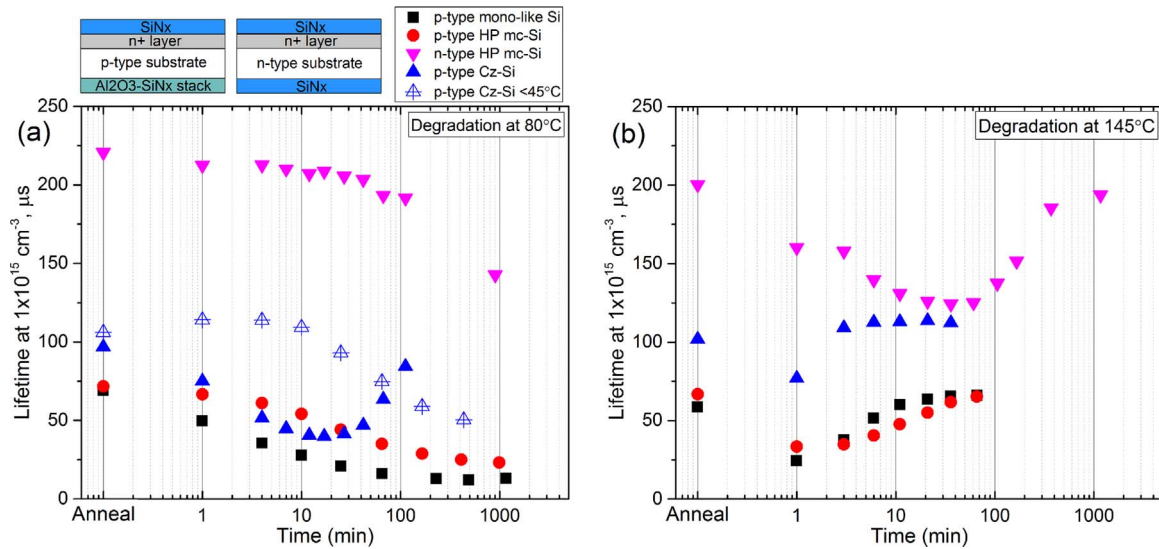 SiNx
n+ layer
p-type substrate
Al2O3-SiNx stack
SiNx
n+ layer
n-type substrate
SiNx
p-type mono-like Si
p-type HP mc-Si
n-type HP mc-Si
p-type Cz-Si
p-type Cz-Si <45°C
(a)
Degradation at 80°C
Lifetime at 1x10¹⁵ cm⁻³, µs
250
200
150
100
50
0
Anneal
1
10
100
1000
Time (min)
(b)
Degradation at 145°C
Lifetime at 1x10¹⁵ cm⁻³, µs
250
200
150
100
50
0
Anneal
1
10
100
1000
Time (min)